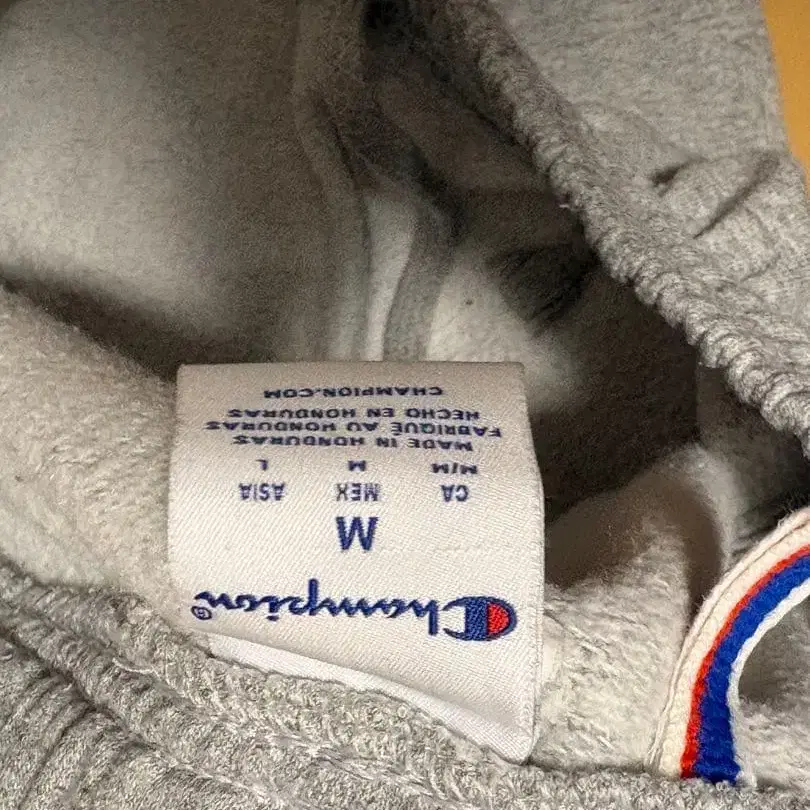 Champion®
M
CA MEX ASIA
M/M M L
MADE IN HONDURAS
FABRIQUÉ AU HONDURAS
HECHO EN HONDURAS
CHAMPION.COM